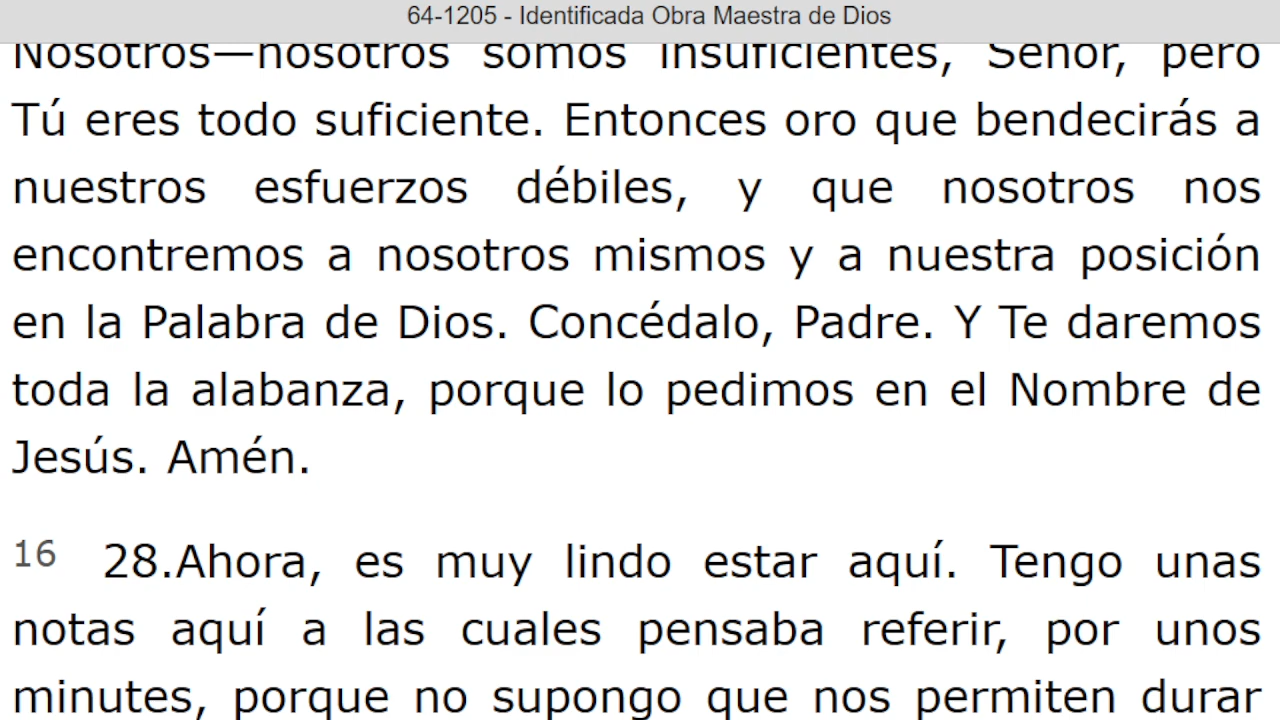 64-1205 - Identificada Obra Maestra de Dios
Nosotros—nosotros somos insuficientes, Señor, pero
Tú eres todo suficiente. Entonces oro que bendecirás a
nuestros esfuerzos débiles, y que nosotros nos
encontremos a nosotros mismos y a nuestra posición
en la Palabra de Dios. Concédalo, Padre. Y Te daremos
toda la alabanza, porque lo pedimos en el Nombre de
Jesús. Amén.
16 28.Ahora, es muy lindo estar aquí. Tengo unas
notas aquí a las cuales pensaba referir, por unos
minutes, porque no supongo que nos permiten durar